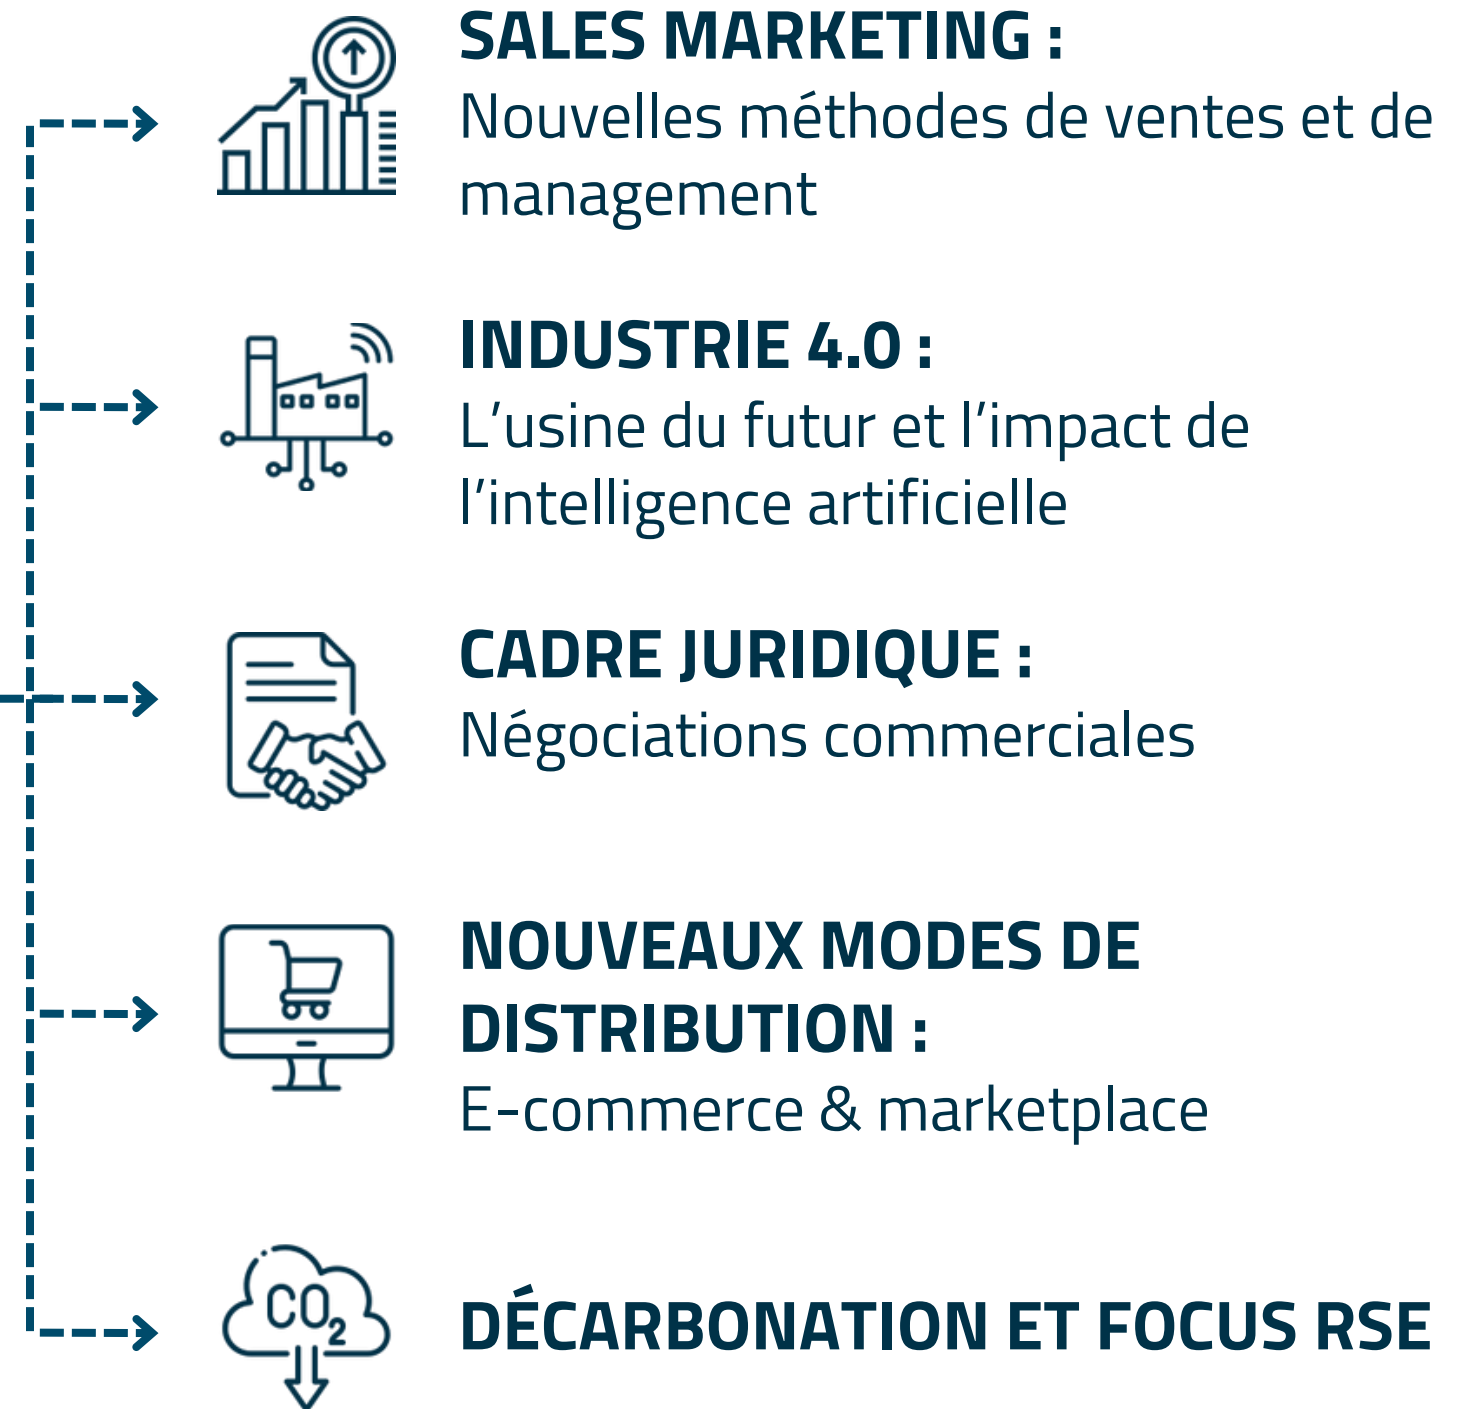 SALES MARKETING :
Nouvelles méthodes de ventes et de
management
INDUSTRIE 4.0 :
L’usine du futur et l’impact de
l’intelligence artificielle
CADRE JURIDIQUE :
Négociations commerciales
NOUVEAUX MODES DE
DISTRIBUTION :
E-commerce & marketplace
CO₂
DÉCARBONATION ET FOCUS RSE